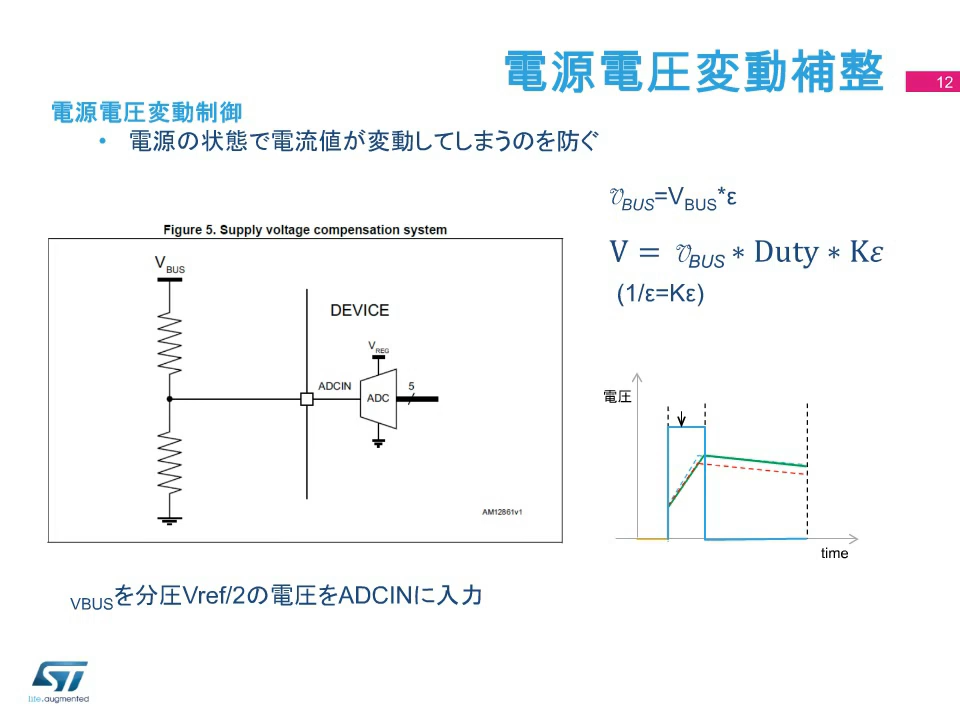 電源電圧変動補整
12
電源電圧変動制御
• 電源の状態で電流値が変動してしまうのを防ぐ
𝓋BUS=VBUS*ε
V = 𝓋BUS ∗ Duty ∗ Kε
(1/ε=Kε)
Figure 5. Supply voltage compensation system
VBUS
DEVICE
VREG
ADCIN
ADC
5
AM12861v1
電圧
time
VBUSを分圧Vref/2の電圧をADCINに入力
ST
life.augmented